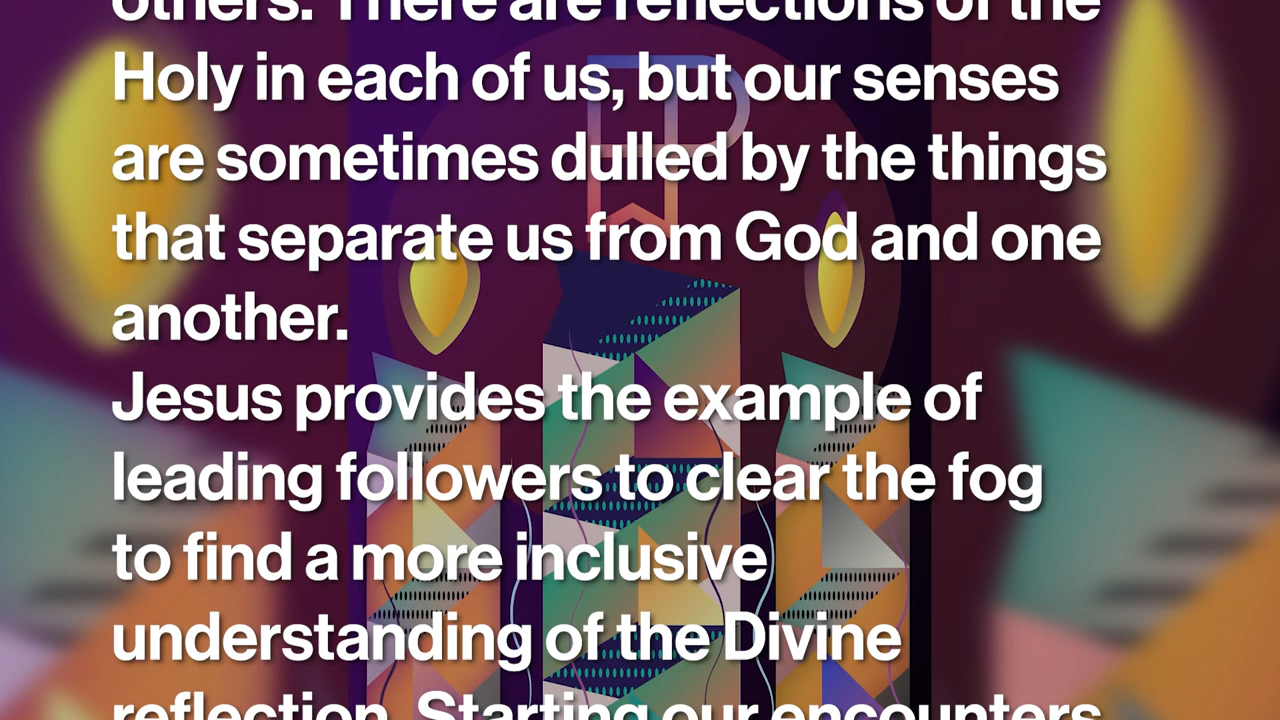 others. There are reflections of the
Holy in each of us, but our senses
are sometimes dulled by the things
that separate us from God and one
another.
Jesus provides the example of
leading followers to clear the fog
to find a more inclusive
understanding of the Divine
reflection. Starting our encounters